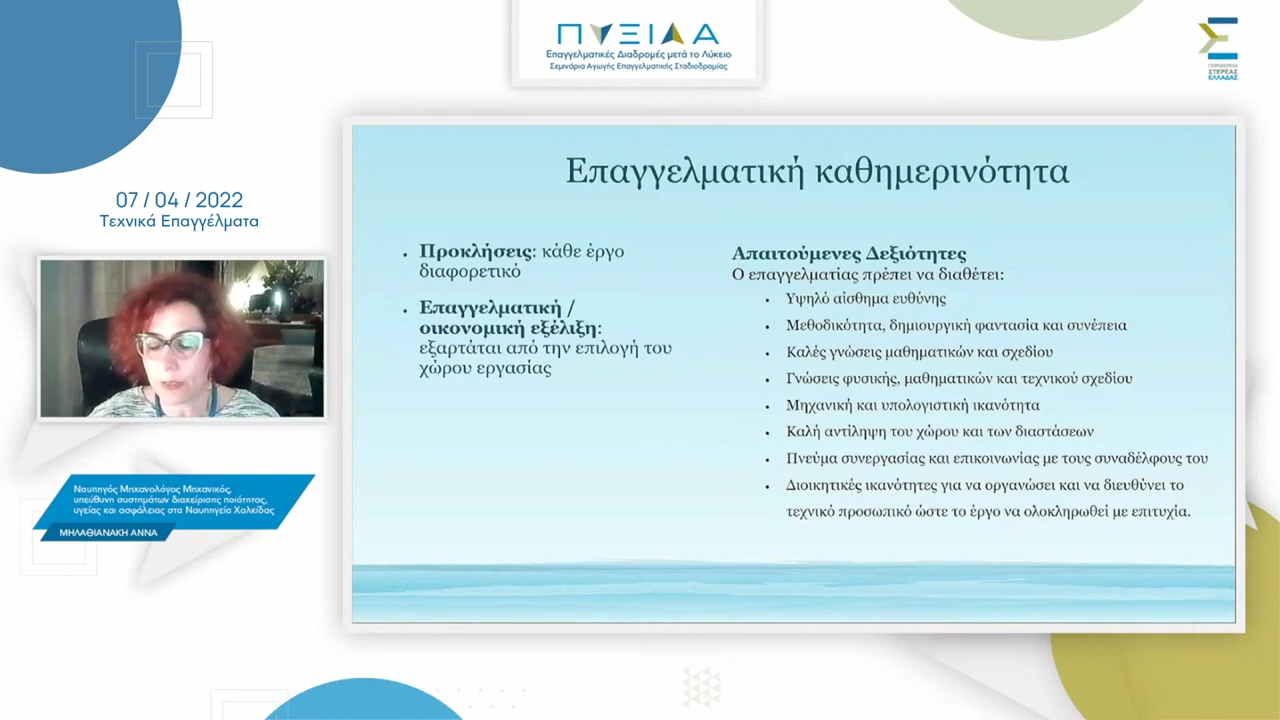 ΠΥΞΙΔΑ
Επαγγελματικές Διαδρομές μετά το Λύκειο
Σεμινάρια Αγωγής Επαγγελματικής Σταδιοδρομίας
ΠΕΡΙΦΕΡΕΙΑ
ΣΤΕΡΕΑΣ
ΕΛΛΑΔΑΣ
07 / 04 / 2022
Τεχνικά Επαγγέλματα
Ναυπηγός Μηχανολόγος Μηχανικός,
υπεύθυνη συστημάτων διαχείρισης ποιότητας,
υγείας και ασφάλειας στα Ναυπηγεία Χαλκίδας
ΜΗΛΑΘΙΑΝΑΚΗ ΑΝΝΑ
Επαγγελματική καθημερινότητα
• Προκλήσεις: κάθε έργο
διαφορετικό
• Επαγγελματική /
οικονομική εξέλιξη:
εξαρτάται από την επιλογή του
χώρου εργασίας
Απαιτούμενες Δεξιότητες
Ο επαγγελματίας πρέπει να διαθέτει:
• Υψηλό αίσθημα ευθύνης
• Μεθοδικότητα, δημιουργική φαντασία και συνέπεια
• Καλές γνώσεις μαθηματικών και σχεδίου
• Γνώσεις φυσικής, μαθηματικών και τεχνικού σχεδίου
• Μηχανική και υπολογιστική ικανότητα
• Καλή αντίληψη του χώρου και των διαστάσεων
• Πνεύμα συνεργασίας και επικοινωνίας με τους συναδέλφους του
• Διοικητικές ικανότητες για να οργανώσει και να διευθύνει το
τεχνικό προσωπικό ώστε το έργο να ολοκληρωθεί με επιτυχία.